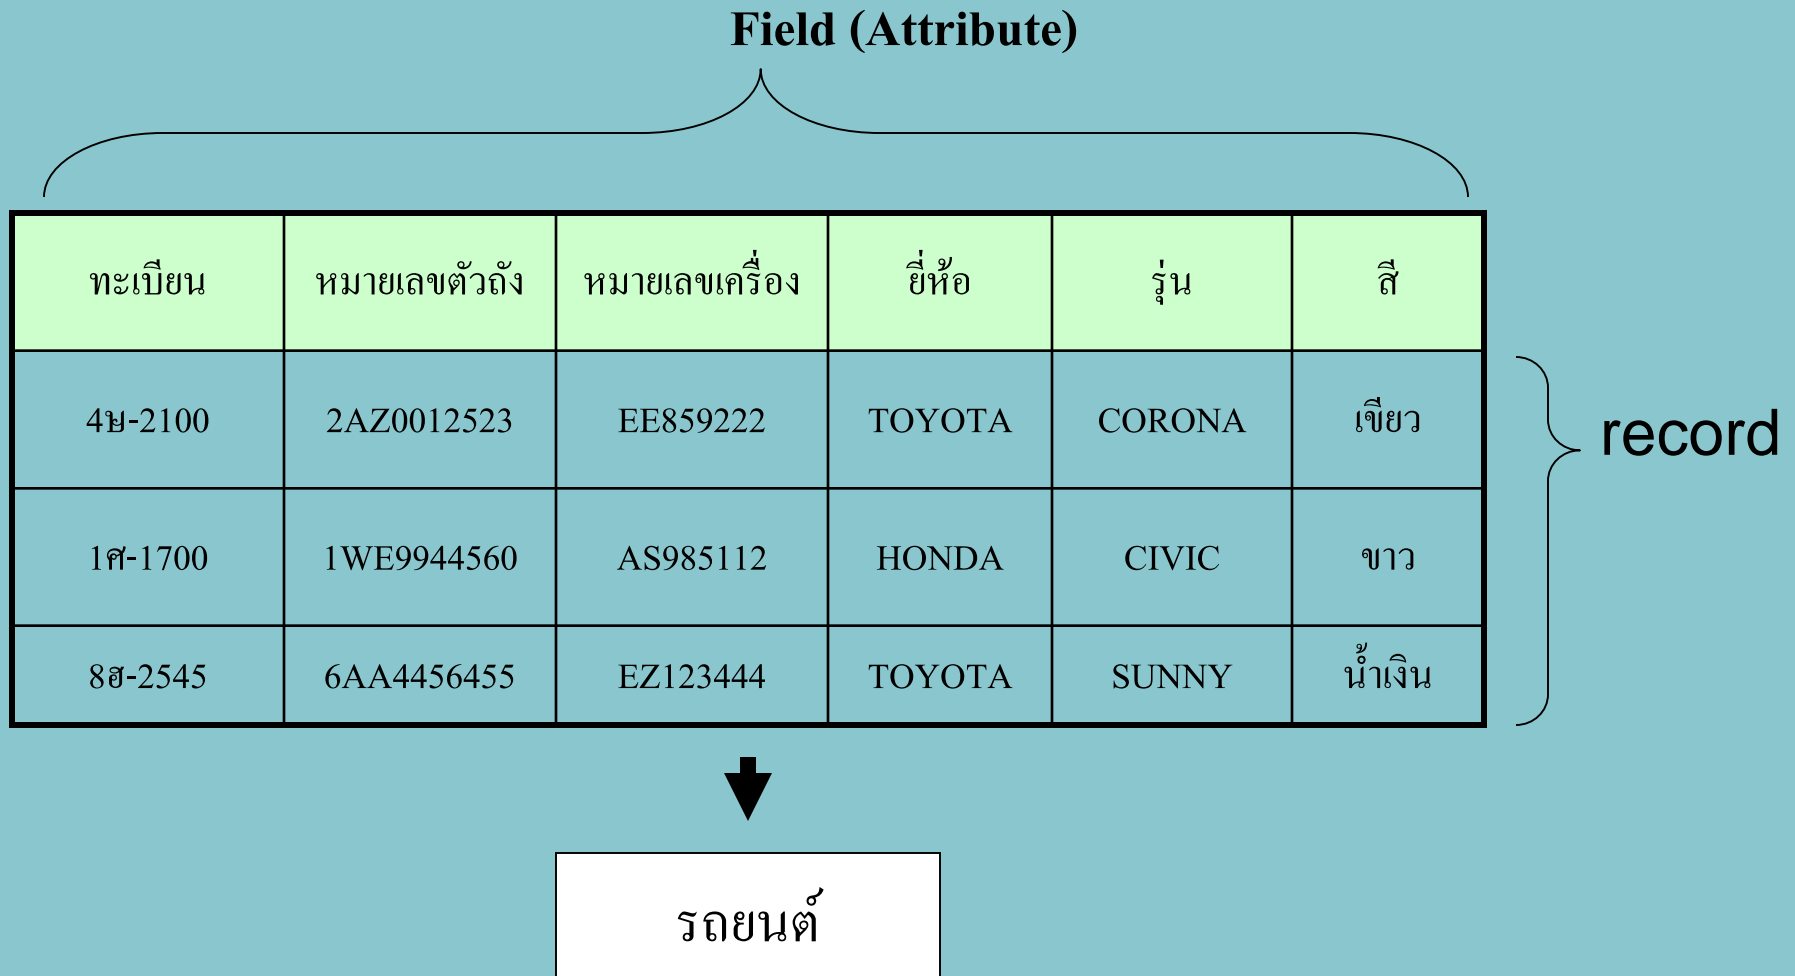 Field (Attribute)
ทะเบียน หมายเลขตัวถัง หมายเลขเครื่อง ยี่ห้อ รุ่น สี
4ษ-2100 2AZ0012523 EE859222 TOYOTA CORONA เขียว
record
1ศ-1700 1WE9944560 AS985112 HONDA CIVIC ขาว
8ฮ-2545 6AA4456455 EZ123444 TOYOTA SUNNY น้ำเงิน
รถยนต์